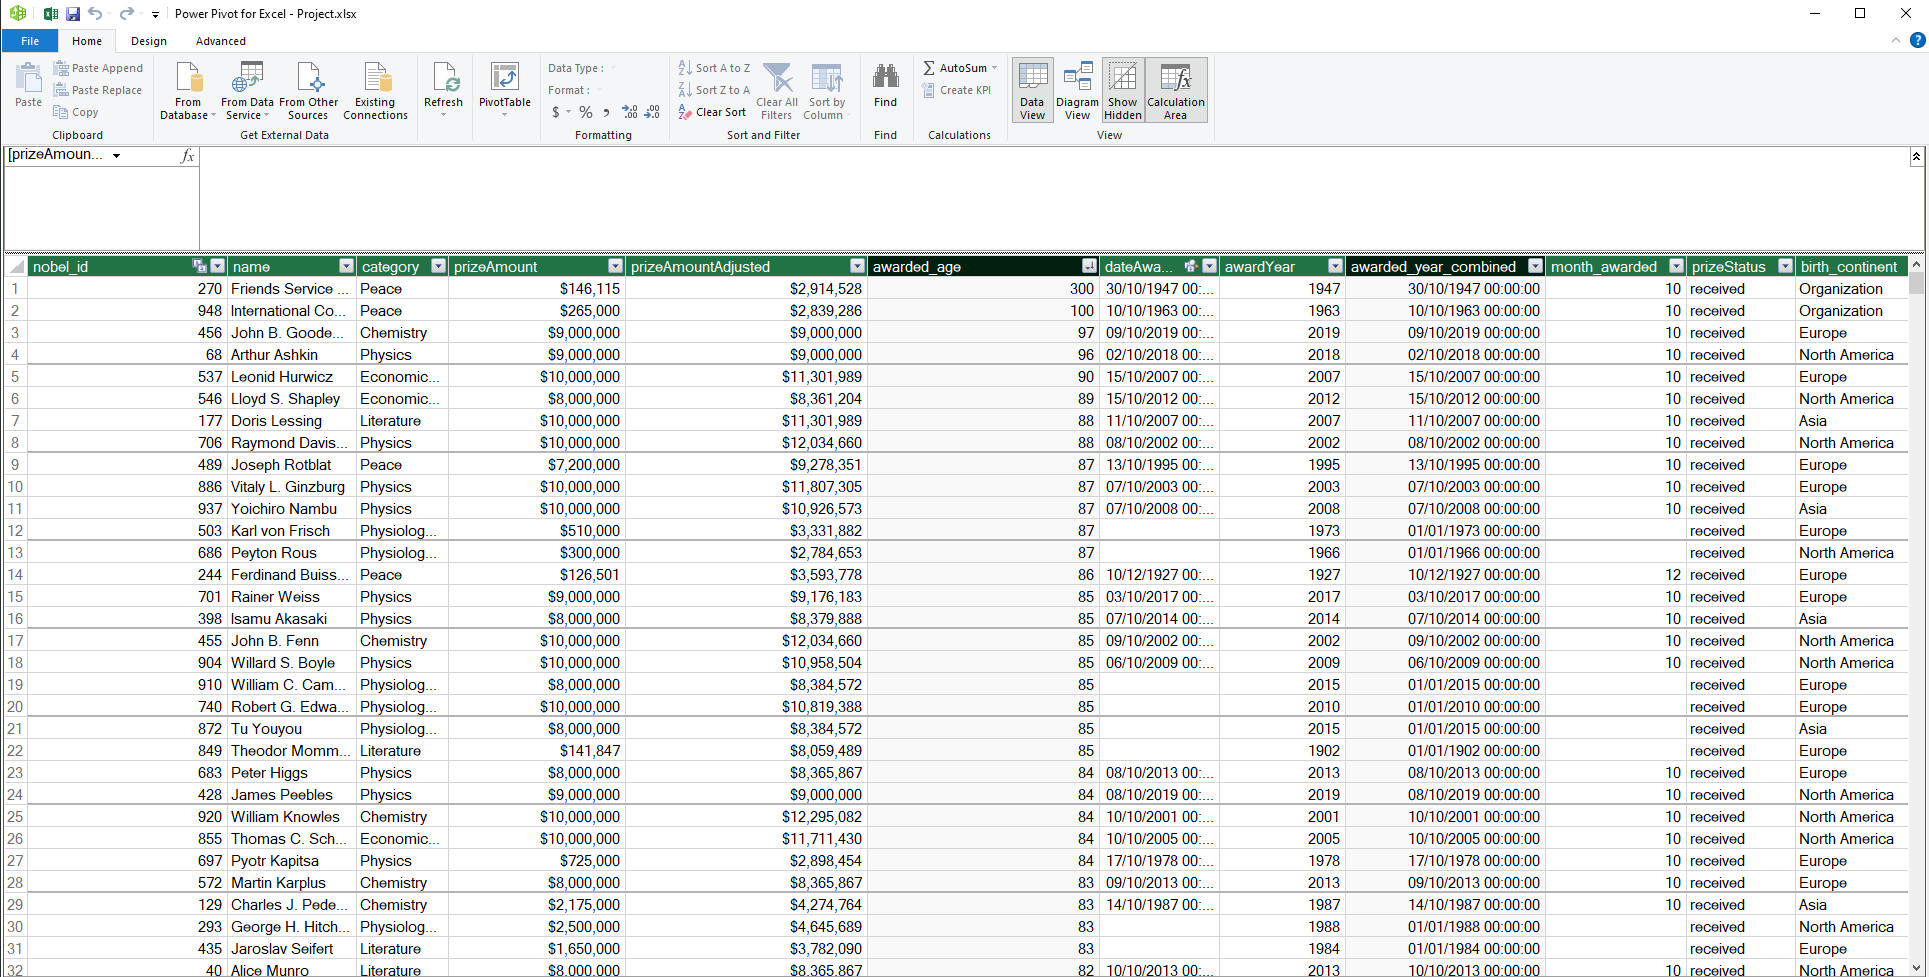 Power Pivot for Excel - Project.xlsx
File Home Design Advanced
Paste Paste Append Paste Replace Copy Clipboard
From Database From Data Service From Other Sources Existing Connections Get External Data
Refresh
PivotTable
Data Type : Format : $ % , .00 .00 Formatting
Sort A to Z Sort Z to A Clear Sort Clear All Filters Sort by Column Sort and Filter
Find Find
AutoSum Create KPI Calculations
Data View Diagram View Show Hidden Calculation Area View
[prizeAmoun... fx
nobel_id name category prizeAmount prizeAmountAdjusted awarded_age dateAwa... awardYear awarded_year_combined month_awarded prizeStatus birth_continent
1 270 Friends Service ... Peace $146,115 $2,914,528 300 30/10/1947 00:... 1947 30/10/1947 00:00:00 10 received Organization
2 948 International Co... Peace $265,000 $2,839,286 100 10/10/1963 00:... 1963 10/10/1963 00:00:00 10 received Organization
3 456 John B. Goode... Chemistry $9,000,000 $9,000,000 97 09/10/2019 00:... 2019 09/10/2019 00:00:00 10 received Europe
4 68 Arthur Ashkin Physics $9,000,000 $9,000,000 96 02/10/2018 00:... 2018 02/10/2018 00:00:00 10 received North America
5 537 Leonid Hurwicz Economic... $10,000,000 $11,301,989 90 15/10/2007 00:... 2007 15/10/2007 00:00:00 10 received Europe
6 546 Lloyd S. Shapley Economic... $8,000,000 $8,361,204 89 15/10/2012 00:... 2012 15/10/2012 00:00:00 10 received North America
7 177 Doris Lessing Literature $10,000,000 $11,301,989 88 11/10/2007 00:... 2007 11/10/2007 00:00:00 10 received Asia
8 706 Raymond Davis... Physics $10,000,000 $12,034,660 88 08/10/2002 00:... 2002 08/10/2002 00:00:00 10 received North America
9 489 Joseph Rotblat Peace $7,200,000 $9,278,351 87 13/10/1995 00:... 1995 13/10/1995 00:00:00 10 received Europe
10 886 Vitaly L. Ginzburg Physics $10,000,000 $11,807,305 87 07/10/2003 00:... 2003 07/10/2003 00:00:00 10 received Europe
11 937 Yoichiro Nambu Physics $10,000,000 $10,926,573 87 07/10/2008 00:... 2008 07/10/2008 00:00:00 10 received Asia
12 503 Karl von Frisch Physiolog... $510,000 $3,331,882 87 1973 01/01/1973 00:00:00 received Europe
13 686 Peyton Rous Physiolog... $300,000 $2,784,653 87 1966 01/01/1966 00:00:00 received North America
14 244 Ferdinand Buiss... Peace $126,501 $3,593,778 86 10/12/1927 00:... 1927 10/12/1927 00:00:00 12 received Europe
15 701 Rainer Weiss Physics $9,000,000 $9,176,183 85 03/10/2017 00:... 2017 03/10/2017 00:00:00 10 received Europe
16 398 Isamu Akasaki Physics $8,000,000 $8,379,888 85 07/10/2014 00:... 2014 07/10/2014 00:00:00 10 received Asia
17 455 John B. Fenn Chemistry $10,000,000 $12,034,660 85 09/10/2002 00:... 2002 09/10/2002 00:00:00 10 received North America
18 904 Willard S. Boyle Physics $10,000,000 $10,958,504 85 06/10/2009 00:... 2009 06/10/2009 00:00:00 10 received North America
19 910 William C. Cam... Physiolog... $8,000,000 $8,384,572 85 2015 01/01/2015 00:00:00 received Europe
20 740 Robert G. Edwa... Physiolog... $10,000,000 $10,819,388 85 2010 01/01/2010 00:00:00 received Europe
21 872 Tu Youyou Physiolog... $8,000,000 $8,384,572 85 2015 01/01/2015 00:00:00 received Asia
22 849 Theodor Momm... Literature $141,847 $8,059,489 85 1902 01/01/1902 00:00:00 received Europe
23 683 Peter Higgs Physics $8,000,000 $8,365,867 84 08/10/2013 00:... 2013 08/10/2013 00:00:00 10 received Europe
24 428 James Peebles Physics $9,000,000 $9,000,000 84 08/10/2019 00:... 2019 08/10/2019 00:00:00 10 received North America
25 920 William Knowles Chemistry $10,000,000 $12,295,082 84 10/10/2001 00:... 2001 10/10/2001 00:00:00 10 received North America
26 855 Thomas C. Sch... Economic... $10,000,000 $11,711,430 84 10/10/2005 00:... 2005 10/10/2005 00:00:00 10 received North America
27 697 Pyotr Kapitsa Physics $725,000 $2,898,454 84 17/10/1978 00:... 1978 17/10/1978 00:00:00 10 received Europe
28 572 Martin Karplus Chemistry $8,000,000 $8,365,867 83 09/10/2013 00:... 2013 09/10/2013 00:00:00 10 received Europe
29 129 Charles J. Pede... Chemistry $2,175,000 $4,274,764 83 14/10/1987 00:... 1987 14/10/1987 00:00:00 10 received Asia
30 293 George H. Hitch... Physiolog... $2,500,000 $4,645,689 83 1988 01/01/1988 00:00:00 received North America
31 435 Jaroslav Seifert Literature $1,650,000 $3,782,090 83 1984 01/01/1984 00:00:00 received Europe
32 40 Alice Munro Literature $8,000,000 $8,365,867 82 10/10/2013 00:... 2013 10/10/2013 00:00:00 10 received North America